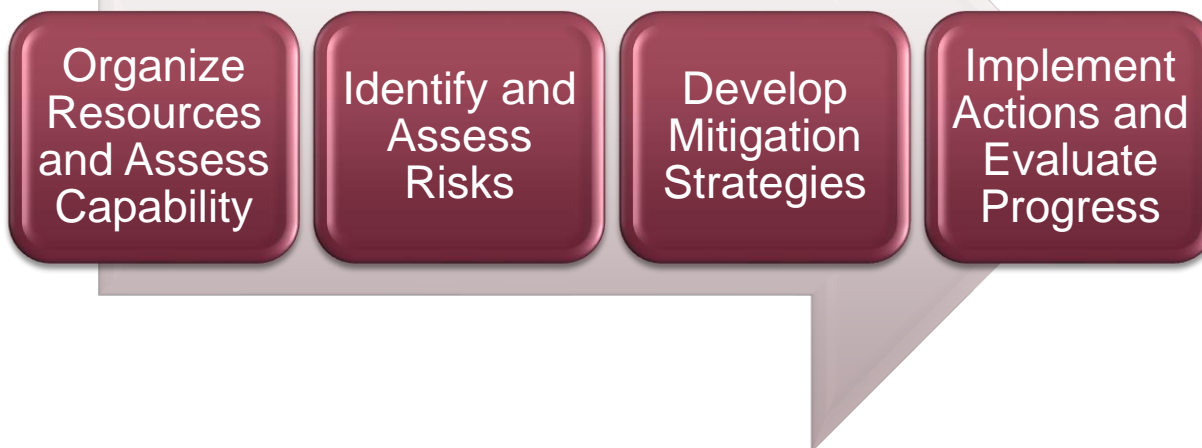 Organize
Resources
and Assess
Capability
Identify and
Assess
Risks
Develop
Mitigation
Strategies
Implement
Actions and
Evaluate
Progress